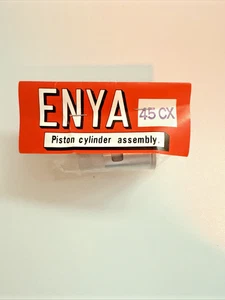 ENYA 45 CX
Piston cylinder assembly.